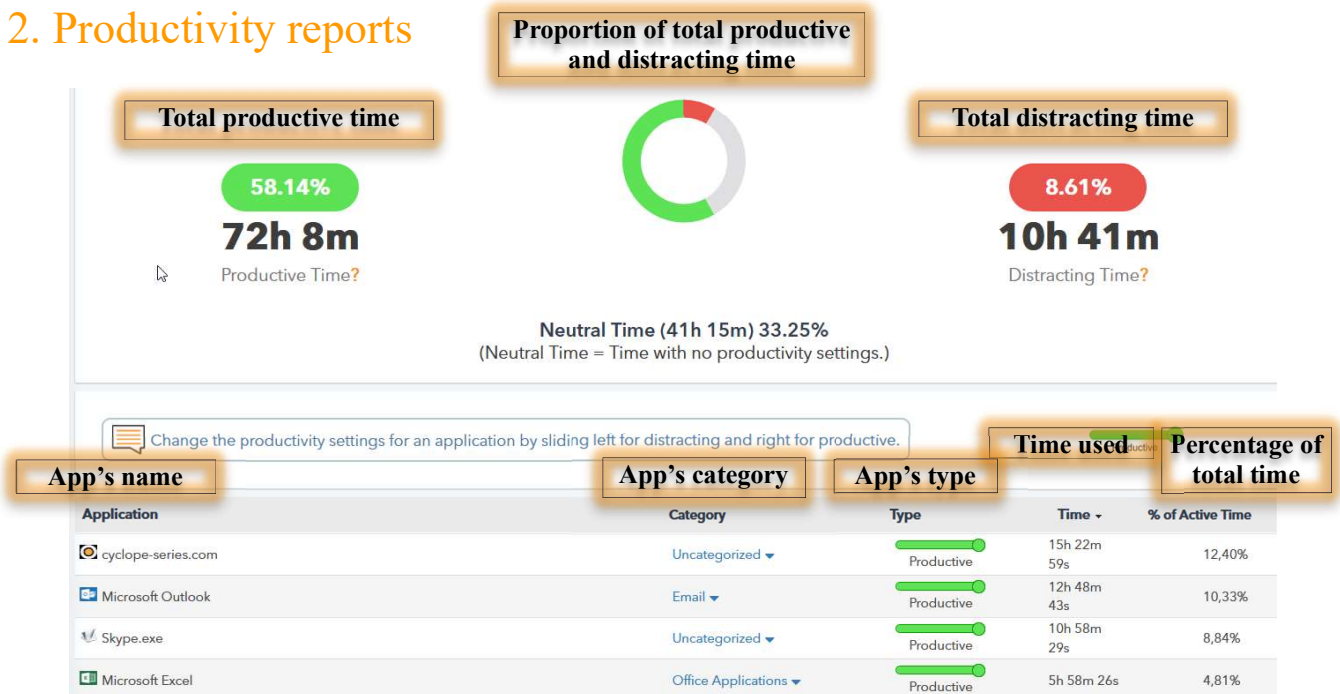 2. Productivity reports
Proportion of total productive
and distracting time
Total productive time
Total distracting time
58.14%
8.61%
72h 8m
10h 41m
Productive Time?
Distracting Time?
Neutral Time (41h 15m) 33.25%
(Neutral Time = Time with no productivity settings.)
Change the productivity settings for an application by sliding left for distracting and right for productive.
Time used
Percentage of
total time
App's name
App's category
App's type
Application Category Type Time % of Active Time
cyclope-series.com Uncategorized Productive 15h 22m 59s 12,40%
Microsoft Outlook Email Productive 12h 48m 43s 10,33%
Skype.exe Uncategorized Productive 10h 58m 29s 8,84%
Microsoft Excel Office Applications Productive 5h 58m 26s 4,81%